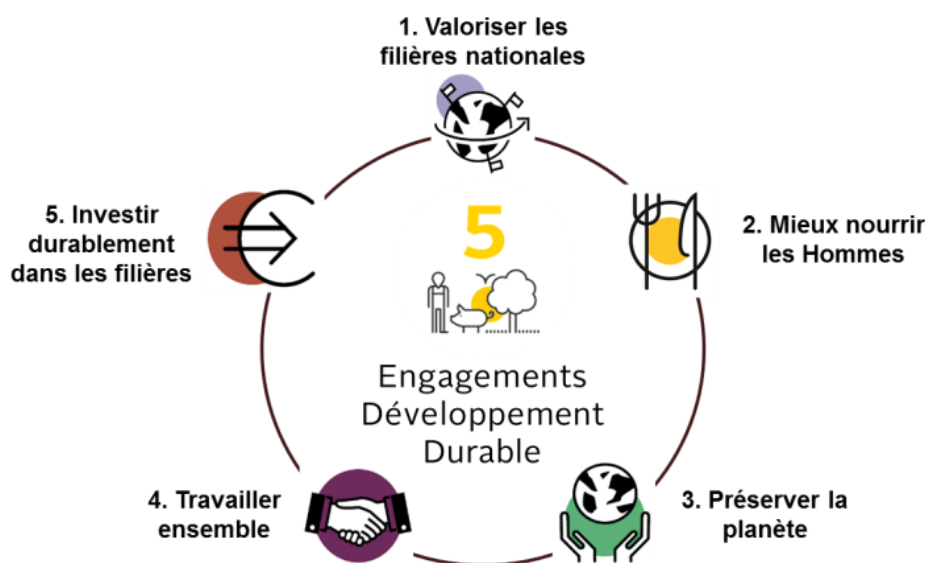 1. Valoriser les
filières nationales
2. Mieux nourrir
les Hommes
3. Préserver la
planète
4. Travailler
ensemble
5. Investir
durablement
dans les filières
5
Engagements
Développement
Durable